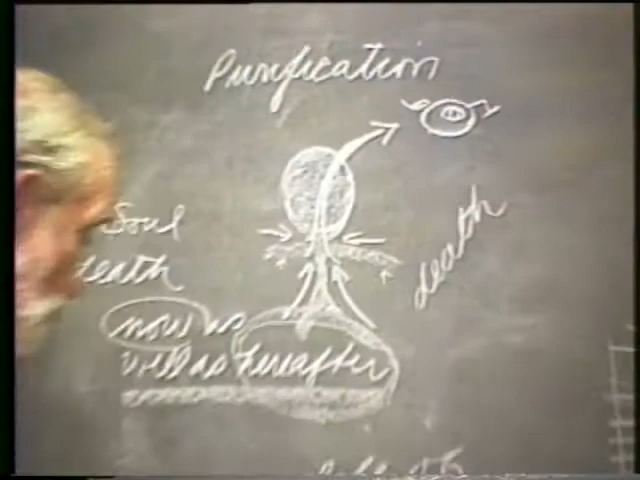 Purification
Soul
death
death
now as
well as hereafter